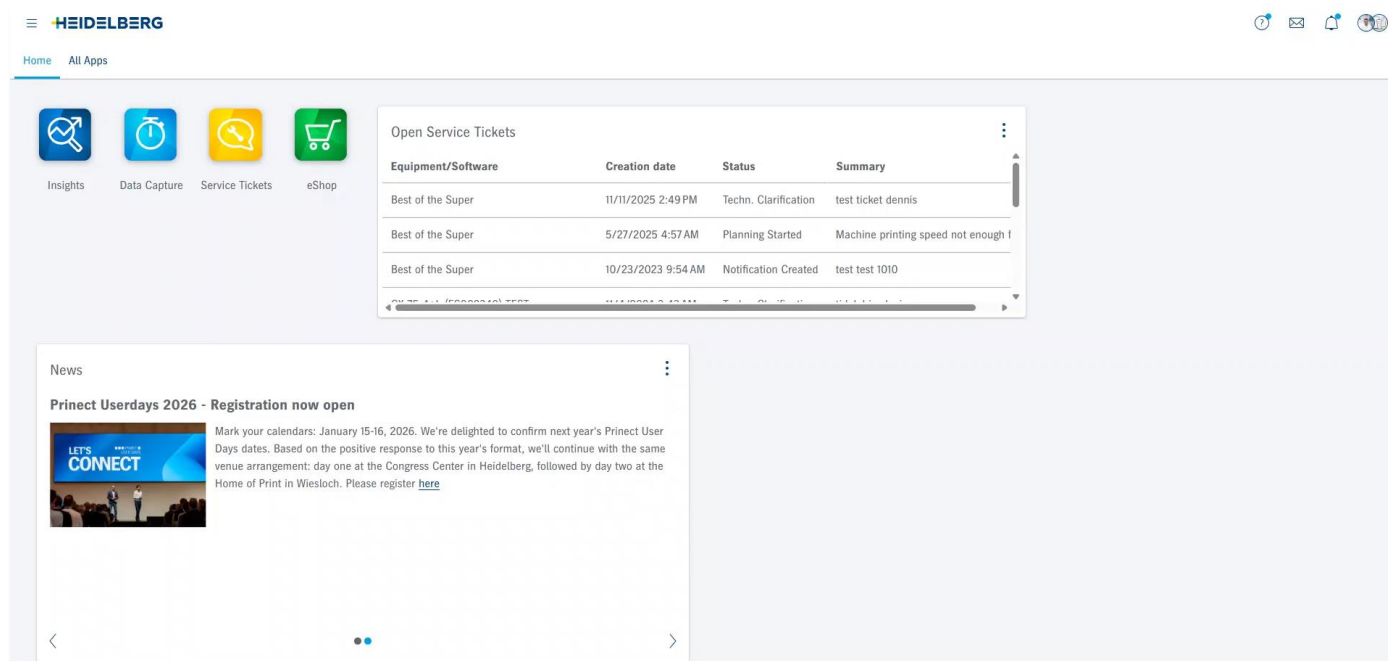 HEIDELBERG
Home All Apps
Insights Data Capture Service Tickets eShop
Open Service Tickets
Equipment/Software Creation date Status Summary
Best of the Super 11/11/2025 2:49 PM Techn. Clarification test ticket dennis
Best of the Super 5/27/2025 4:57 AM Planning Started Machine printing speed not enough
Best of the Super 10/23/2023 9:54 AM Notification Created test test 1010
News
Prinect Userdays 2026 - Registration now open
LET'S
CONNECT
Mark your calendars: January 15-16, 2026. We're delighted to confirm next year's Prinect User
Days dates. Based on the positive response to this year's format, we'll continue with the same
venue arrangement: day one at the Congress Center in Heidelberg, followed by day two at the
Home of Print in Wiesloch. Please register here